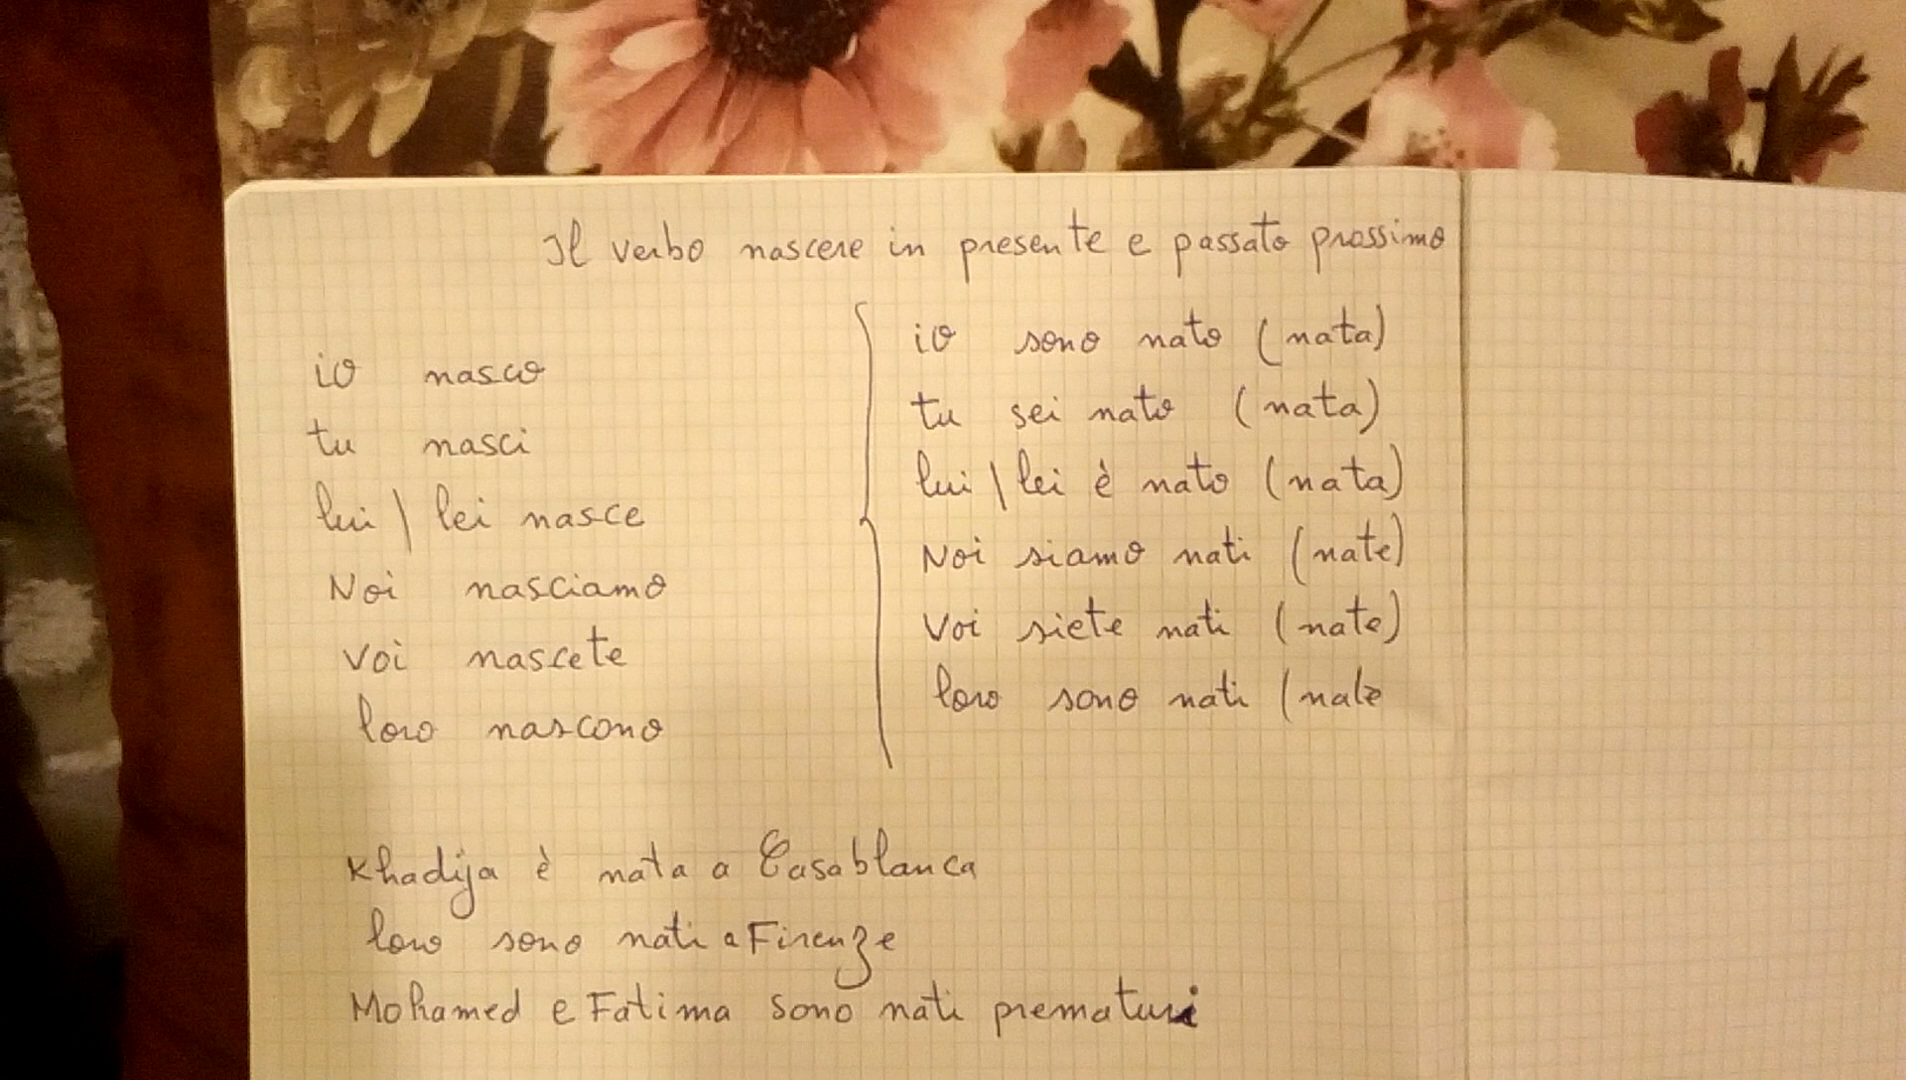 Il verbo nascere in presente e passato prossimo
io nasco
tu nasci
lui / lei nasce
Noi nasciamo
Voi nascete
loro nascono
io sono nato (nata)
tu sei nato (nata)
lui / lei è nato (nata)
Noi siamo nati (nate)
Voi siete nati (nate)
loro sono nati (nate
Khadija è nata a Casablanca
loro sono nati a Firenze
Mohamed e Fatima sono nati prematuri